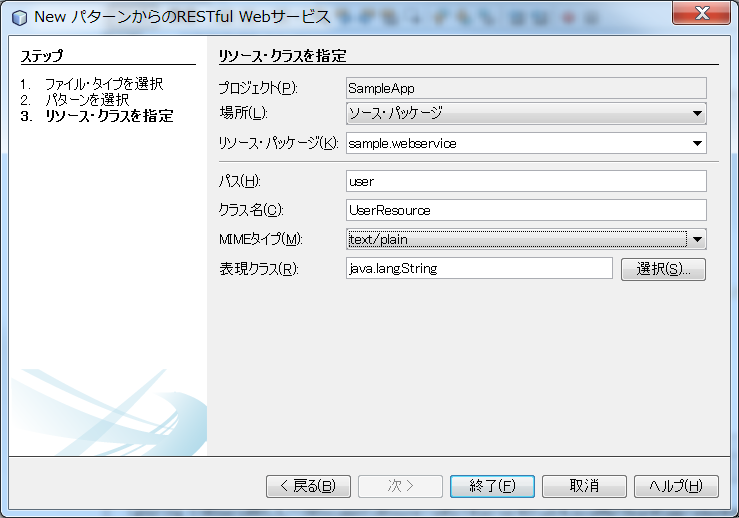 New パターンからのRESTful Webサービス
ステップ
1. ファイル・タイプを選択
2. パターンを選択
3. リソース・クラスを指定
リソース・クラスを指定
プロジェクト(P): SampleApp
場所(L): ソース・パッケージ
リソース・パッケージ(K): sample.webservice
パス(H): user
クラス名(C): UserResource
MIMEタイプ(M): text/plain
表現クラス(R): java.lang.String 選択(S)...
< 戻る(B) 次 > 終了(F) 取消 ヘルプ(H)